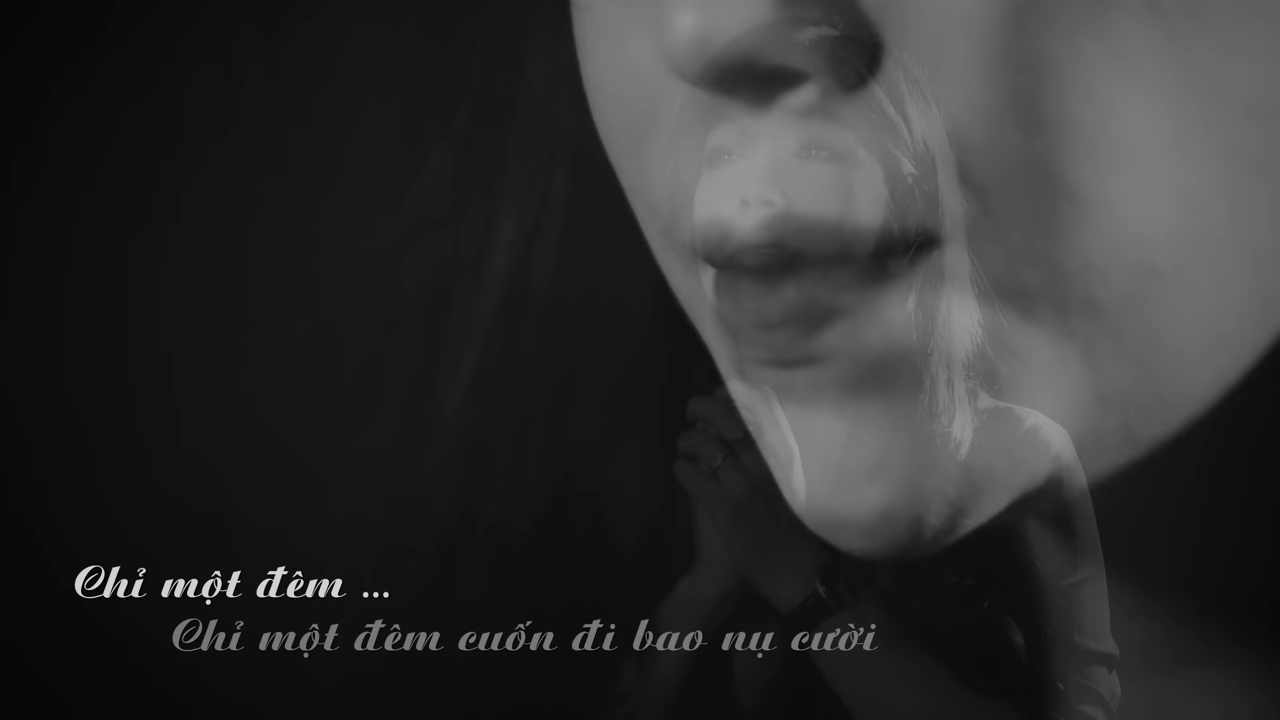 Chỉ một đêm ...
Chỉ một đêm cuốn đi bao nụ cười